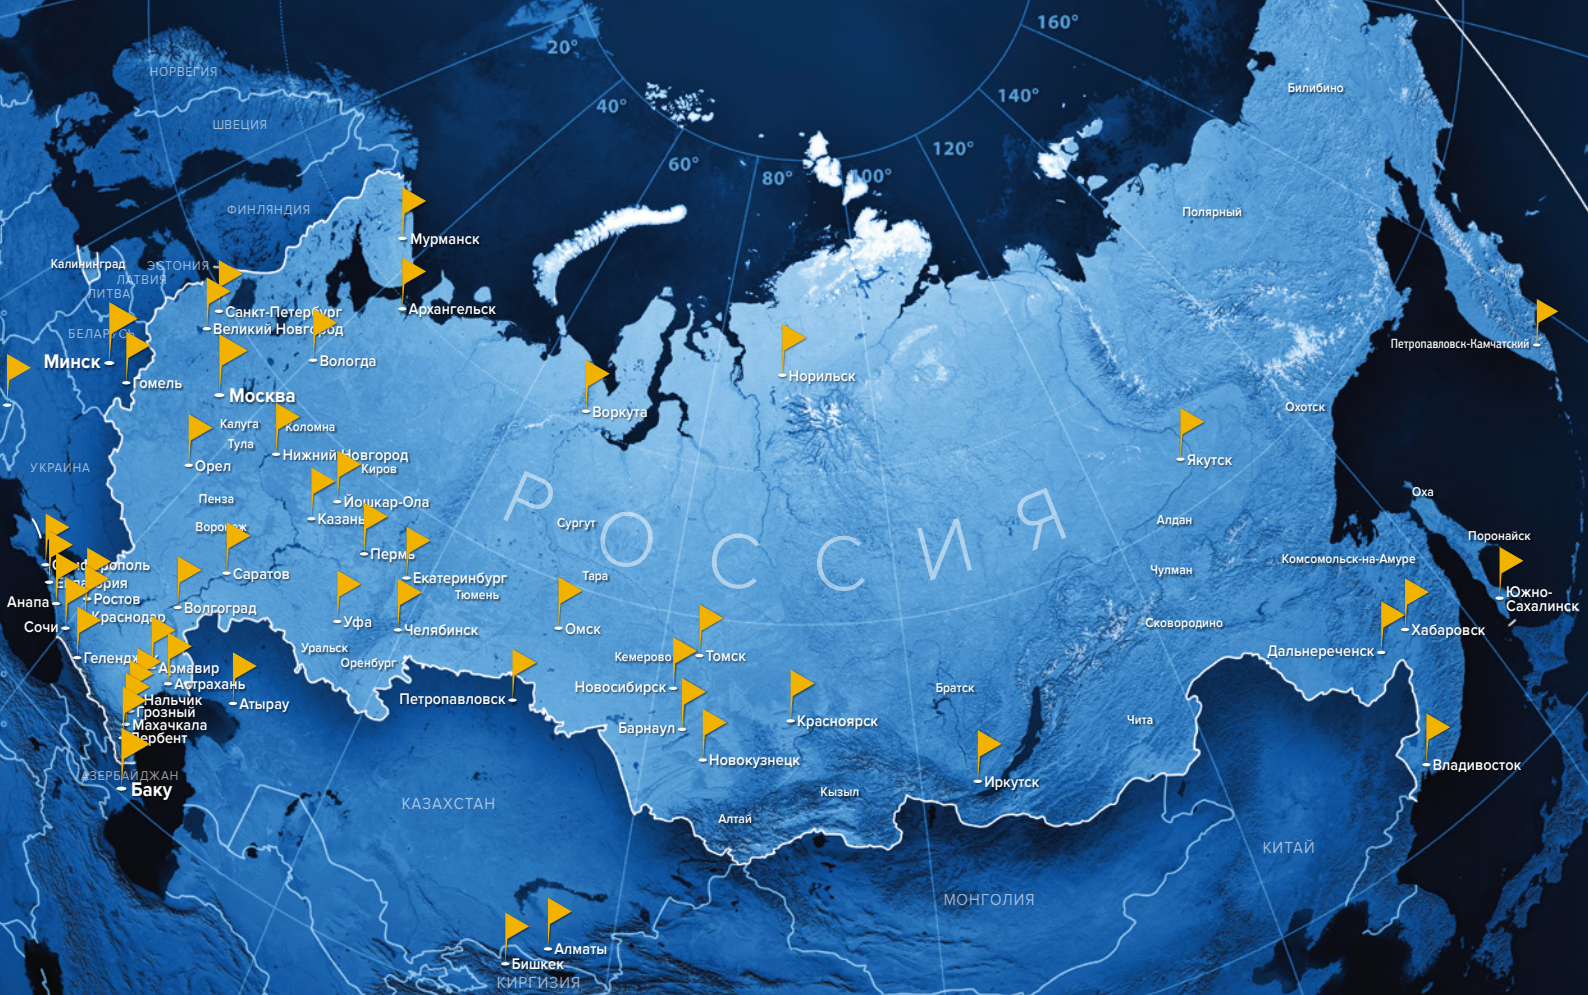 160°
20°
НОРВЕГИЯ
Билибино
140°
40°
ШВЕЦИЯ
120°
60°
80°
100°
ФИНЛЯНДИЯ
Полярный
Мурманск
Калининград
ЭСТОНИЯ
ЛАТВИЯ
ЛИТВА
Архангельск
Санкт-Петербург
Великий Новгород
БЕЛАРУСЬ
Петропавловск-Камчатский
Минск
Вологда
Норильск
Гомель
Москва
Охотск
Воркута
Калуга
Коломна
Тула
Нижний Новгород
Якутск
УКРАИНА
Орел
Киров
Оха
Пенза
Йошкар-Ола
РОССИЯ
Казань
Сургут
Алдан
Воронеж
Поронайск
Пермь
Комсомольск-на-Амуре
Симферополь
Чулман
Саратов
Екатеринбург
Тара
Евпатория
Тюмень
Южно-
Сахалинск
Анапа
Ростов
Волгоград
Краснодар
Уфа
Сковородино
Сочи
Челябинск
Омск
Хабаровск
Уральск
Дальнереченск
Геленджик
Оренбург
Кемерово
Томск
Армавир
Астрахань
Новосибирск
Братск
Нальчик
Атырау
Петропавловск
Грозный
Красноярск
Чита
Махачкала
Барнаул
Дербент
Новокузнецк
Владивосток
АЗЕРБАЙДЖАН
Иркутск
Баку
Кызыл
КАЗАХСТАН
Алтай
КИТАЙ
МОНГОЛИЯ
Алматы
Бишкек
КИРГИЗИЯ